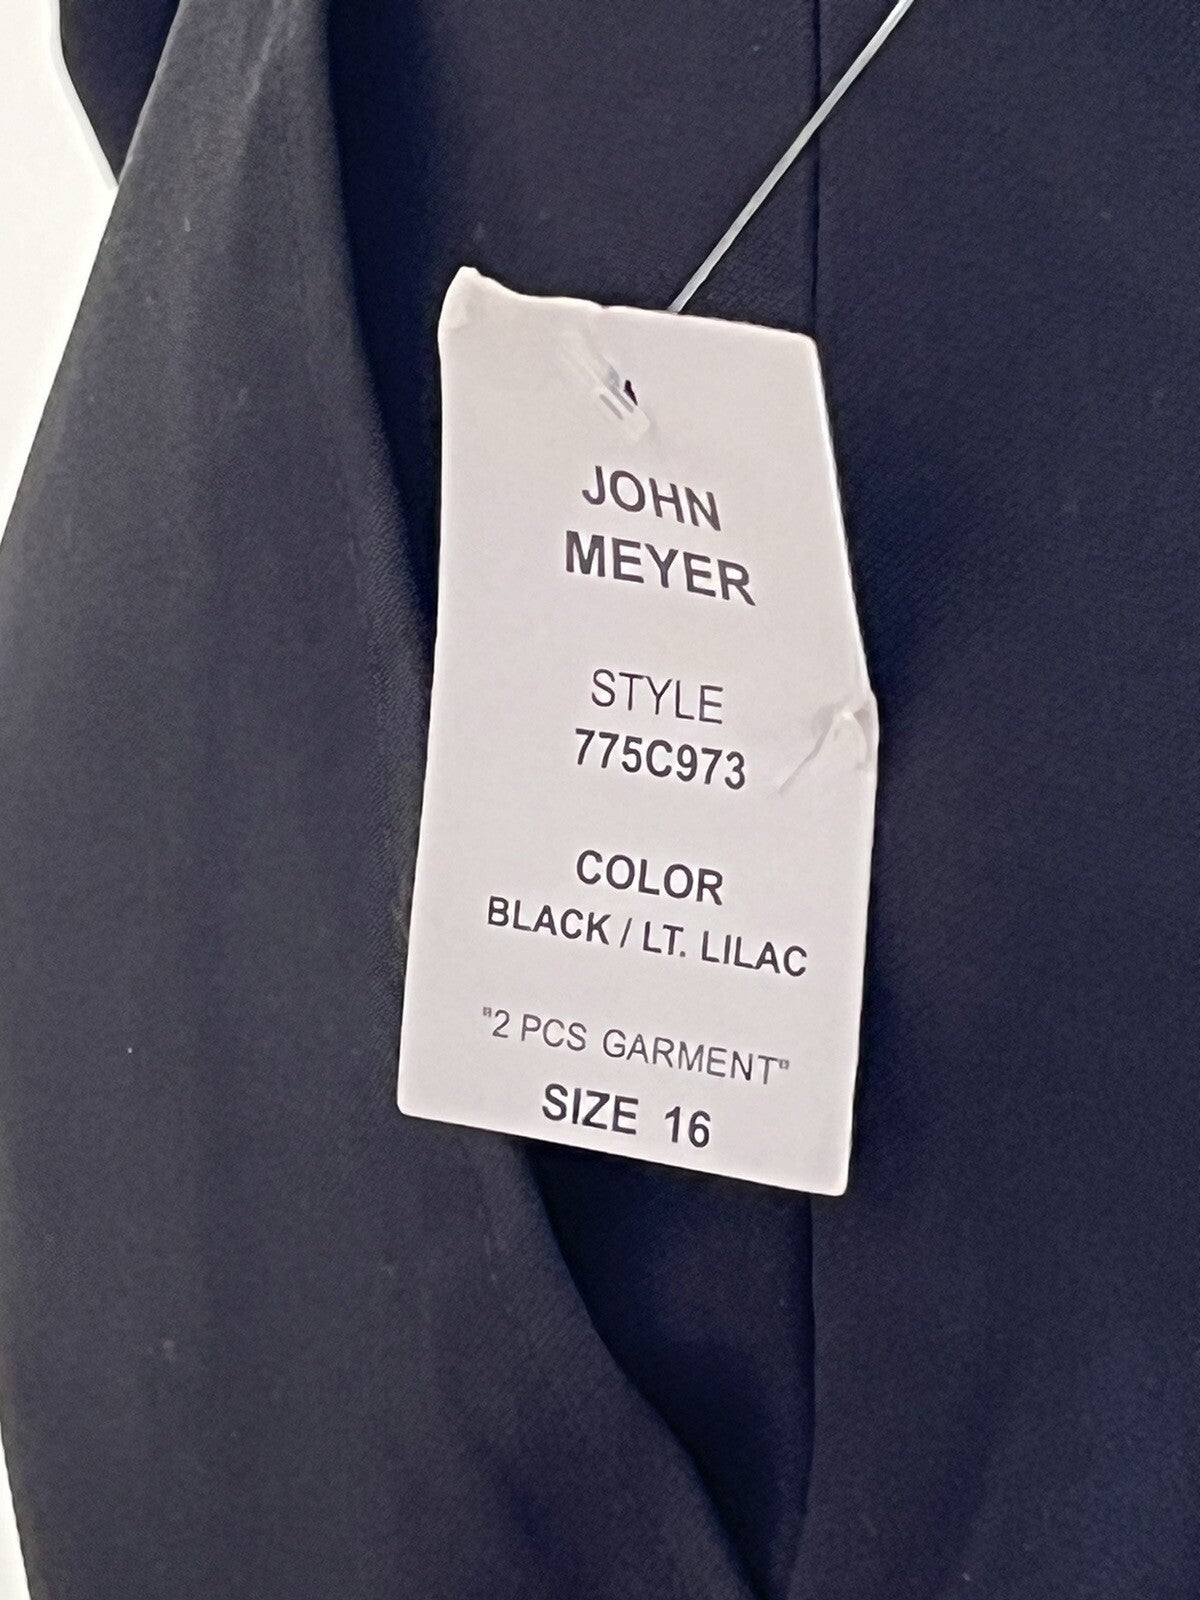 JOHN
MEYER
STYLE
775C973
COLOR
BLACK / LT. LILAC
"2 PCS GARMENT"
SIZE 16